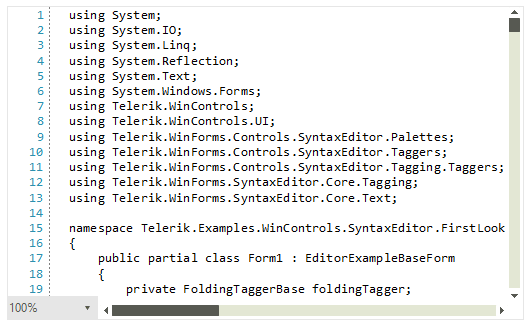 1 using System;
2 using System.IO;
3 using System.Linq;
4 using System.Reflection;
5 using System.Text;
6 using System.Windows.Forms;
7 using Telerik.WinControls;
8 using Telerik.WinControls.UI;
9 using Telerik.WinForms.Controls.SyntaxEditor.Palettes;
10 using Telerik.WinForms.Controls.SyntaxEditor.Taggers;
11 using Telerik.WinForms.Controls.SyntaxEditor.Tagging.Taggers;
12 using Telerik.WinForms.SyntaxEditor.Core.Tagging;
13 using Telerik.WinForms.SyntaxEditor.Core.Text;
14
15 namespace Telerik.Examples.WinControls.SyntaxEditor.FirstLook
16 {
17     public partial class Form1 : EditorExampleBaseForm
18     {
19         private FoldingTaggerBase foldingTagger;
100%